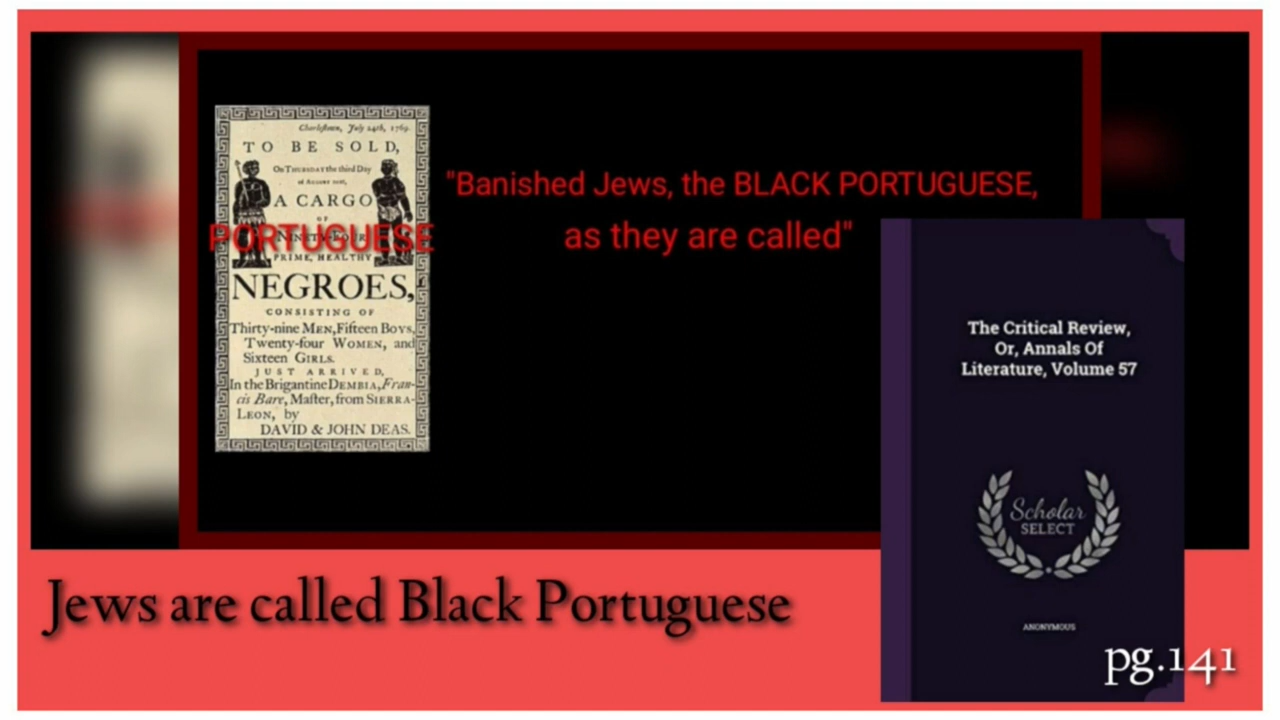 Charlestown, July 24th, 1769.
TO BE SOLD,
On THURSDAY the third Day
of AUGUST next,
A CARGO
OF
NINETY-FOUR
PORTUGUESE
PRIME, HEALTHY
NEGROES,
CONSISTING OF
Thirty-nine MEN, Fifteen BOYS,
Twenty-four WOMEN, and
Sixteen GIRLS.
JUST ARRIVED,
In the Brigantine DEMBIA, Fran-
cis Bare, Master, from SIERRA-
LEON, by
DAVID & JOHN DEAS.
"Banished Jews, the BLACK PORTUGUESE,
as they are called"
The Critical Review,
Or, Annals Of
Literature, Volume 57
Scholar
SELECT
ANONYMOUS
Jews are called Black Portuguese
pg.141